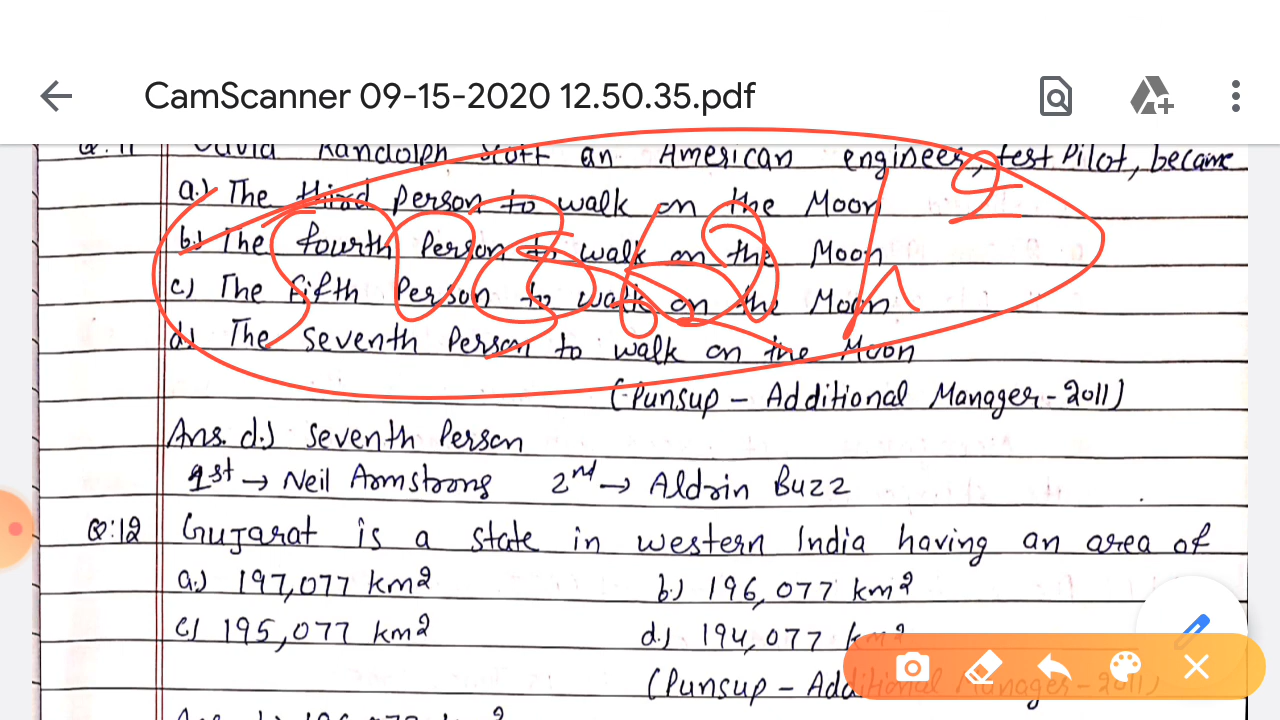 CamScanner 09-15-2020 12.50.35.pdf
Q:11 David Randolph Scott an American engineer, test Pilot, became
a.) The third Person to walk on the Moon
b.) The fourth Person to walk on the Moon
c.) The fifth Person to walk on the Moon
d.) The seventh Person to walk on the Moon
(Punsup - Additional Manager-2011)
Ans. d.) seventh Person
1st → Neil Armstrong 2nd → Aldrin Buzz
Q:12 Gujarat is a state in western India having an area of
a.) 197,077 km2 b.) 196,077 km2
c) 195,077 km2 d.) 194,077 km2
(Punsup - Additional Manager-2011)